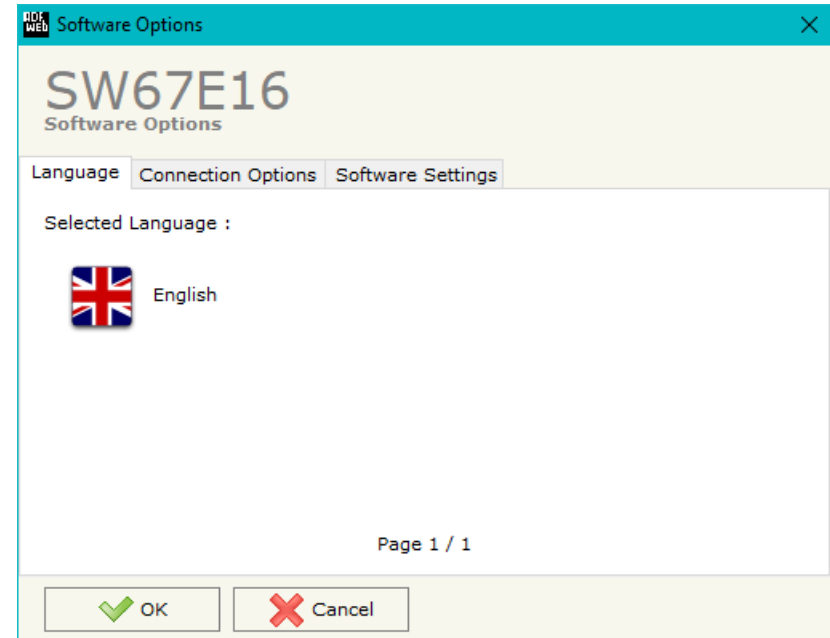 ADF
WEB Software Options
SW67E16
Software Options
Language Connection Options Software Settings
Selected Language :
English
Page 1 / 1
OK Cancel